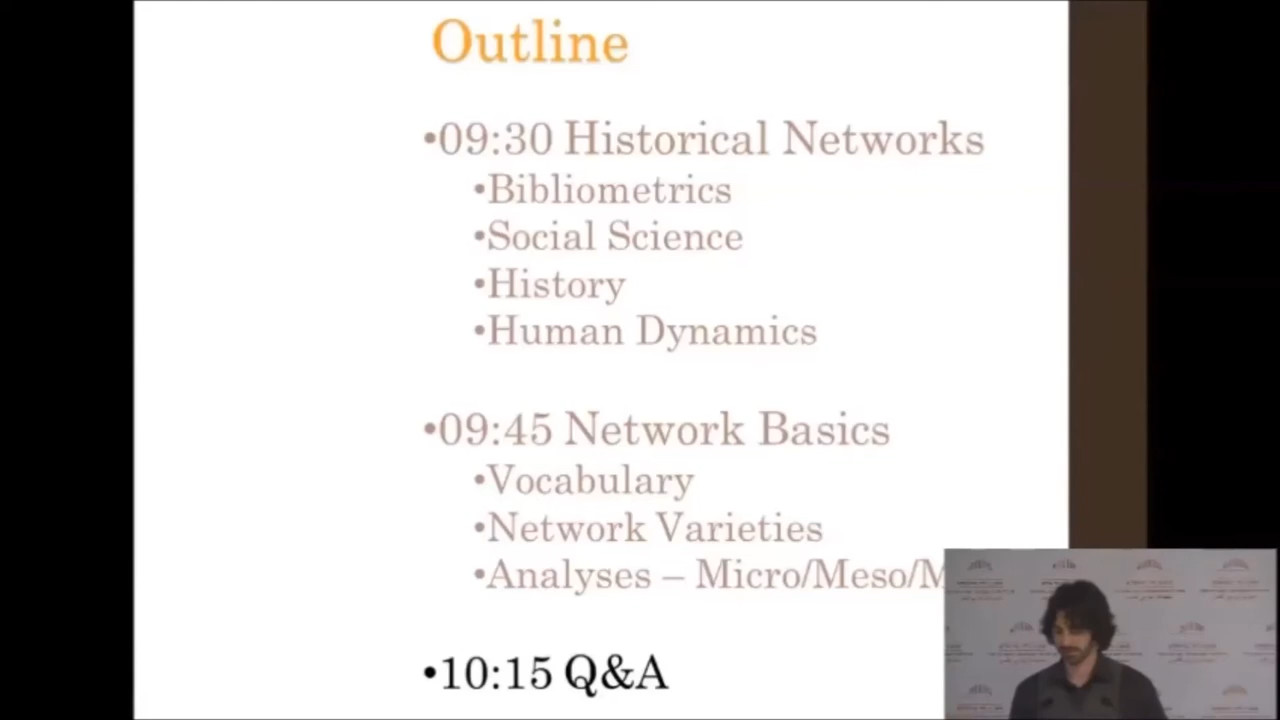 Outline
•09:30 Historical Networks
•Bibliometrics
•Social Science
•History
•Human Dynamics
•09:45 Network Basics
•Vocabulary
•Network Varieties
•Analyses – Micro/Meso/M
•10:15 Q&A